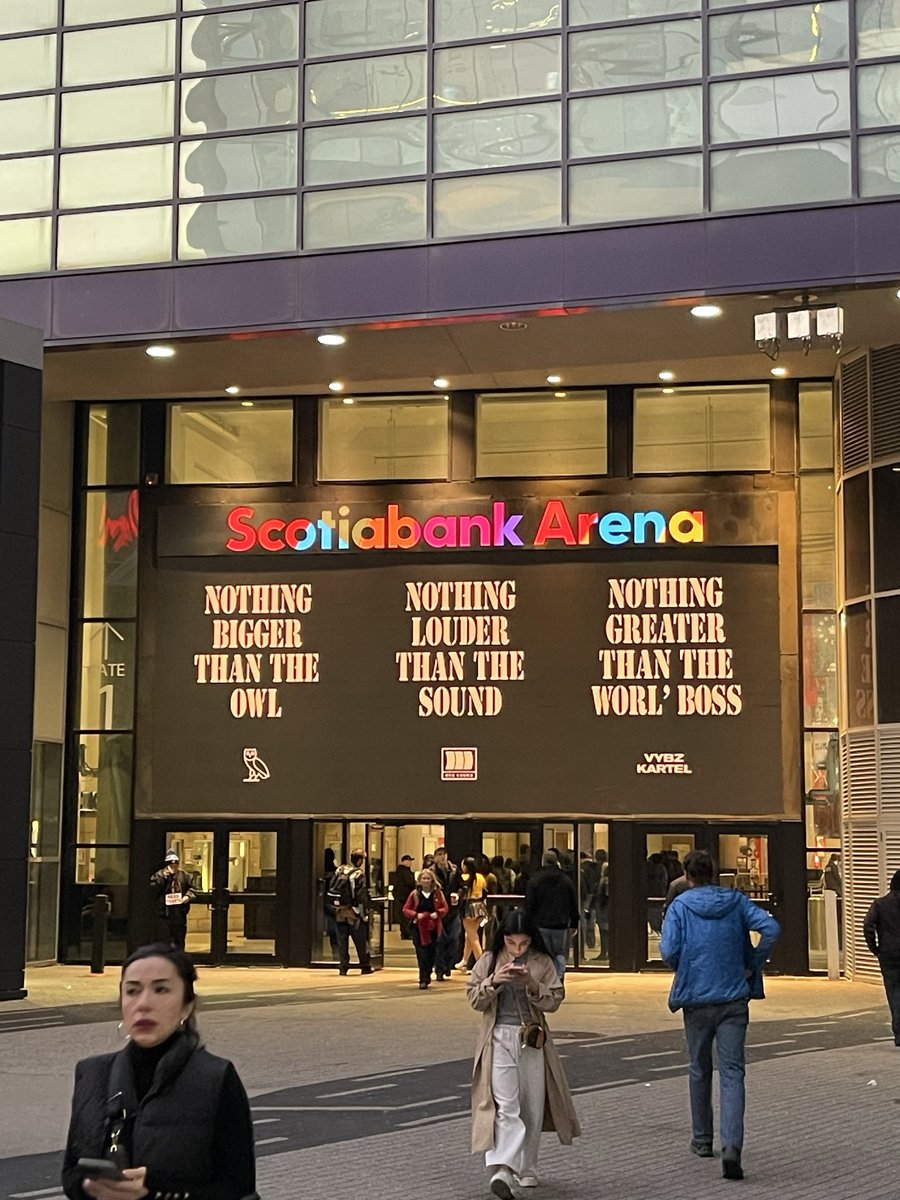 Scotiabank Arena
NOTHING
BIGGER
THAN THE
OWL
NOTHING
LOUDER
THAN THE
SOUND
NOTHING
GREATER
THAN THE
WORL' BOSS
VYBZ
KARTEL